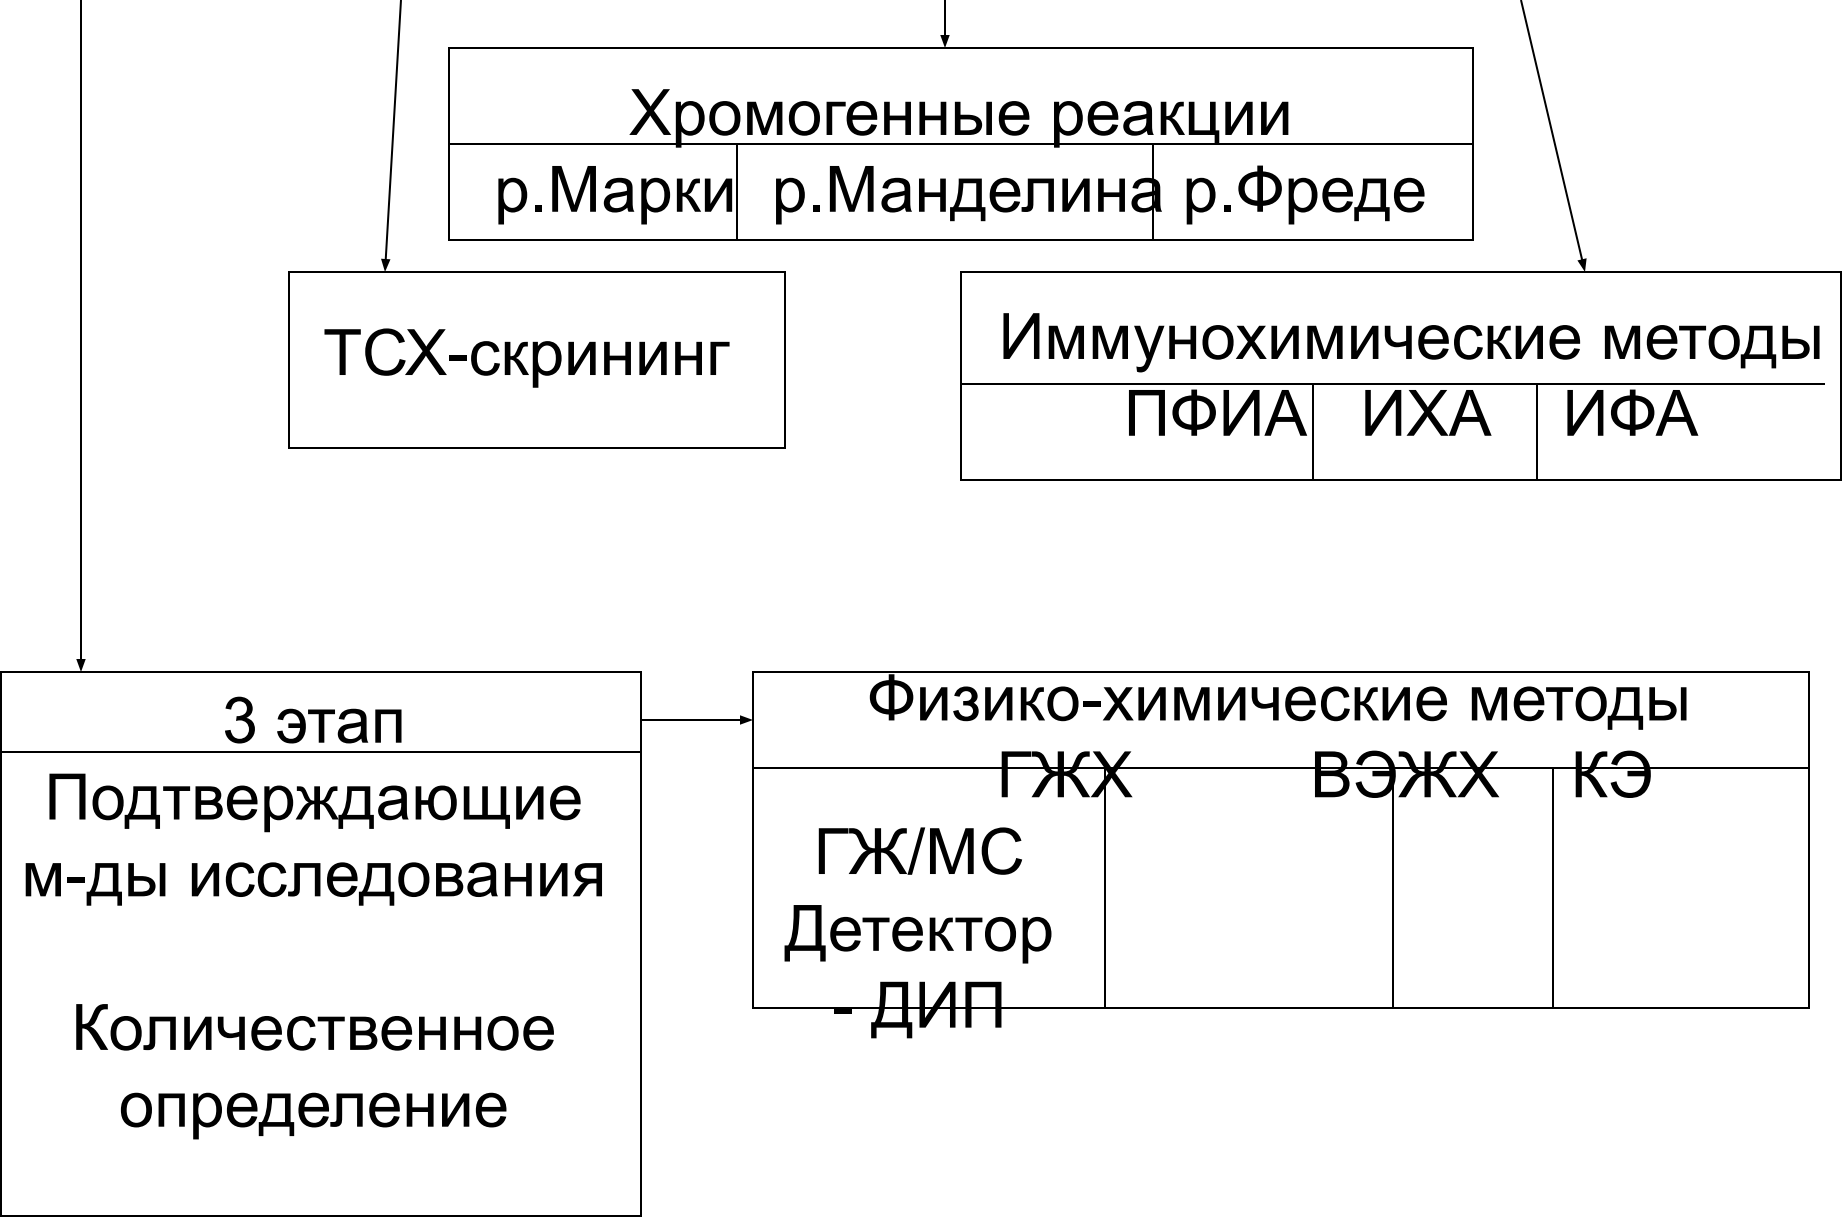 Хромогенные реакции
р.Марки р.Манделина р.Фреде
ТСХ-скрининг
Иммунохимические методы
ПФИА ИХА ИФА
3 этап
Подтверждающие
м-ды исследования
Количественное
определение
Физико-химические методы
ГЖХ ВЭЖХ КЭ
ГЖ/МС
Детектор
- ДИП